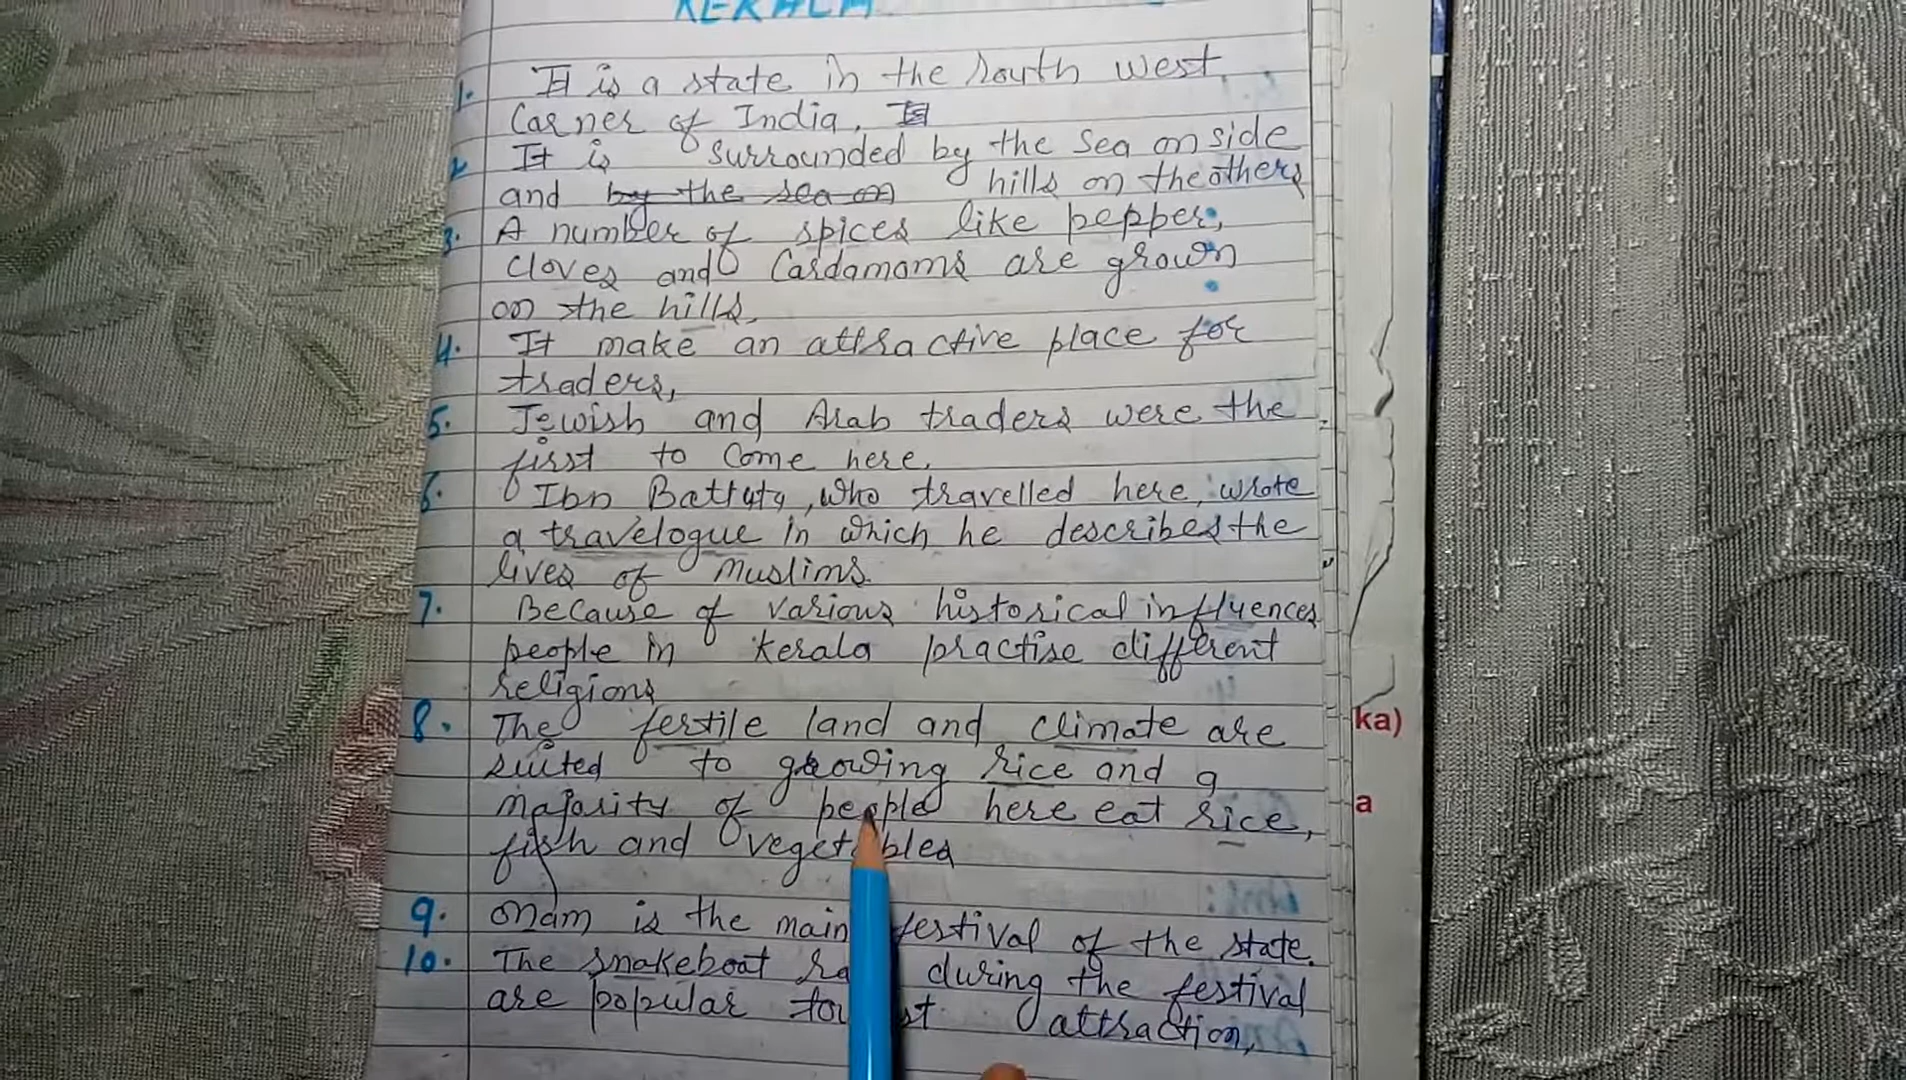 KERALA
1. It is a state in the south west
Corner of India.
2 It is surrounded by the sea on side
and by the sea on hills on the others
3. A number of spices like pepper,
cloves and Cardamoms are grown
on the hills.
4. It make an attractive place for
traders,
5. Jewish and Arab traders were the
first to Come here.
6. Ibn Battuta, who travelled here, wrote
a travelogue in which he describes the
lives of Muslims.
7. Because of various historical influences
people in kerala practise different
religions
8. The fertile land and climate are
suited to growing rice and a
majority of people here eat rice,
fish and vegetables
9. onam is the main festival of the state.
10. The snakeboat during the festival
are popular attraction,
ka)
a